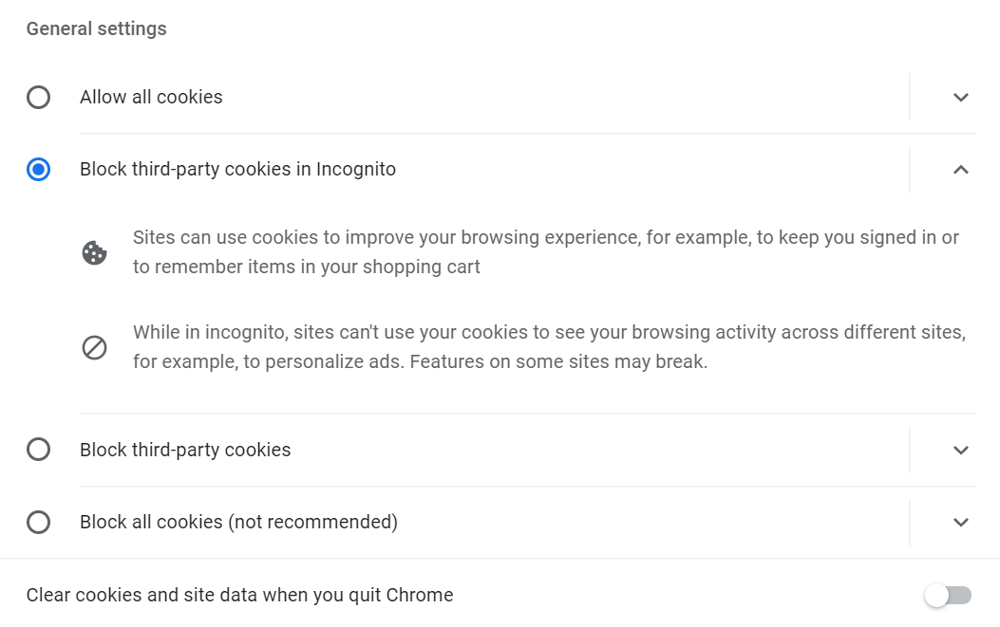 General settings
Allow all cookies
Block third-party cookies in Incognito
Sites can use cookies to improve your browsing experience, for example, to keep you signed in or
to remember items in your shopping cart
While in incognito, sites can't use your cookies to see your browsing activity across different sites,
for example, to personalize ads. Features on some sites may break.
Block third-party cookies
Block all cookies (not recommended)
Clear cookies and site data when you quit Chrome